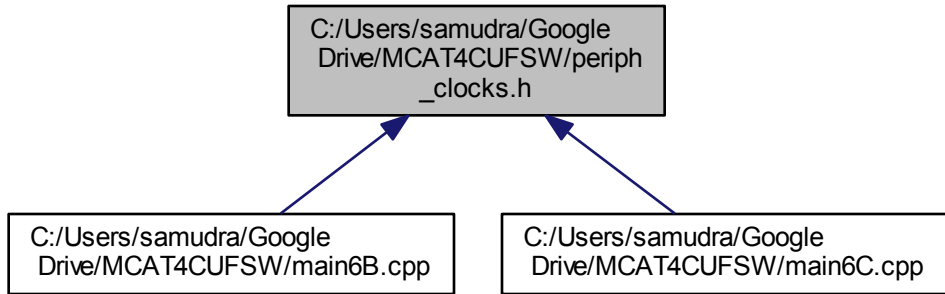 C:/Users/samudra/Google
Drive/MCAT4CUFSW/periph
_clocks.h
C:/Users/samudra/Google
Drive/MCAT4CUFSW/main6B.cpp
C:/Users/samudra/Google
Drive/MCAT4CUFSW/main6C.cpp